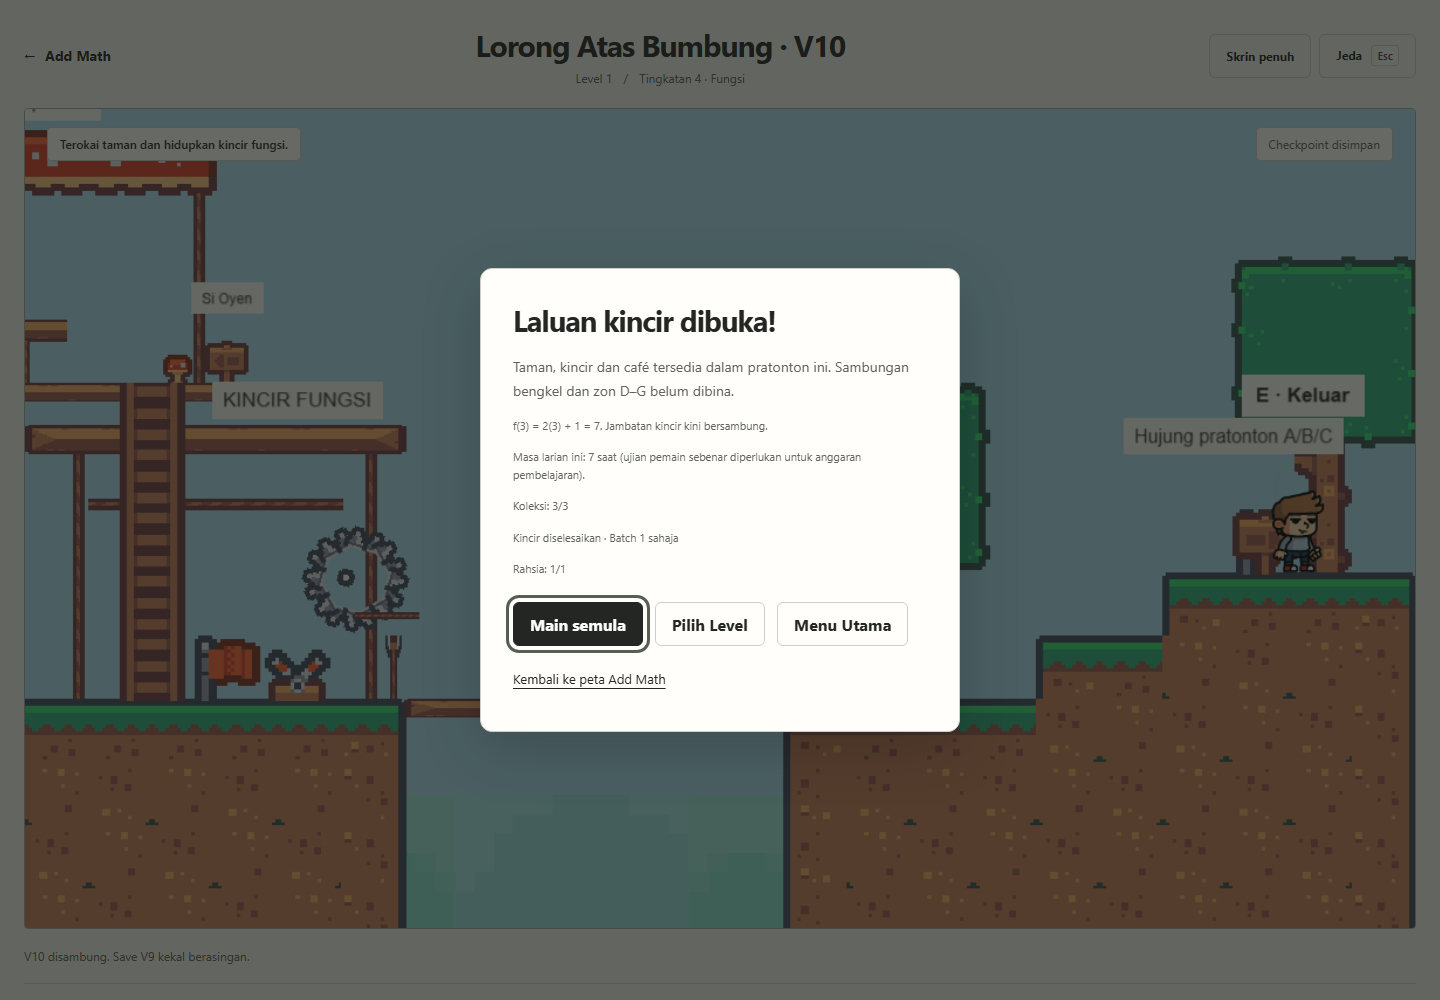 ← Add Math
Lorong Atas Bumbung · V10
Level 1 / Tingkatan 4 · Fungsi
Skrin penuh
Jeda Esc
Terokai taman dan hidupkan kincir fungsi.
Checkpoint disimpan
Si Oyen
KINCIR FUNGSI
E · Keluar
Hujung pratonton A/B/C
Laluan kincir dibuka!
Taman, kincir dan café tersedia dalam pratonton ini. Sambungan
bengkel dan zon D–G belum dibina.
f(3) = 2(3) + 1 = 7. Jambatan kincir kini bersambung.
Masa larian ini: 7 saat (ujian pemain sebenar diperlukan untuk anggaran
pembelajaran).
Koleksi: 3/3
Kincir diselesaikan · Batch 1 sahaja
Rahsia: 1/1
Main semula
Pilih Level
Menu Utama
Kembali ke peta Add Math
V10 disambung. Save V9 kekal berasingan.